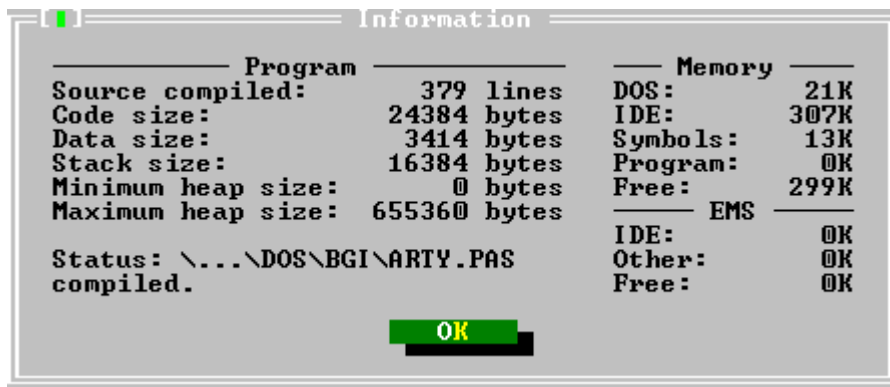 [■] Information
Program
Source compiled: 379 lines
Code size: 24384 bytes
Data size: 3414 bytes
Stack size: 16384 bytes
Minimum heap size: 0 bytes
Maximum heap size: 655360 bytes
Status: \...\DOS\BGI\ARTY.PAS
compiled.
Memory
DOS: 21K
IDE: 307K
Symbols: 13K
Program: 0K
Free: 299K
EMS
IDE: 0K
Other: 0K
Free: 0K
OK